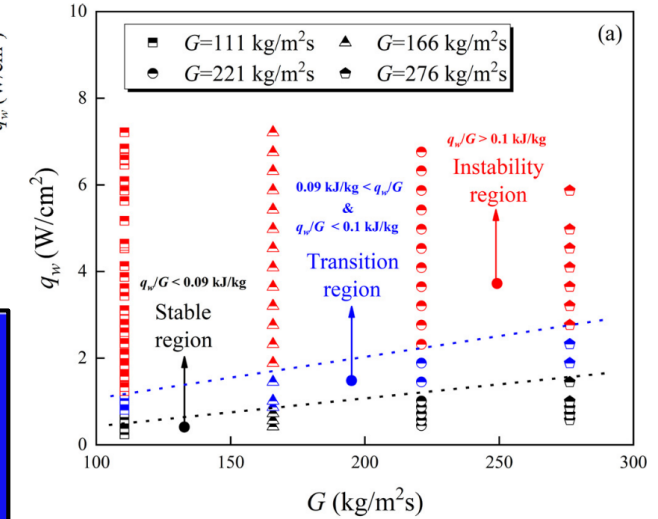 q_w (W/cm²)
(a)
G=111 kg/m²s G=166 kg/m²s
G=221 kg/m²s G=276 kg/m²s
q_w/G > 0.1 kJ/kg
Instability
region
0.09 kJ/kg < q_w/G
&
q_w/G < 0.1 kJ/kg
Transition
region
q_w/G < 0.09 kJ/kg
Stable
region
10
8
6
4
2
0
q_w (W/cm²)
100 150 200 250 300
G (kg/m²s)